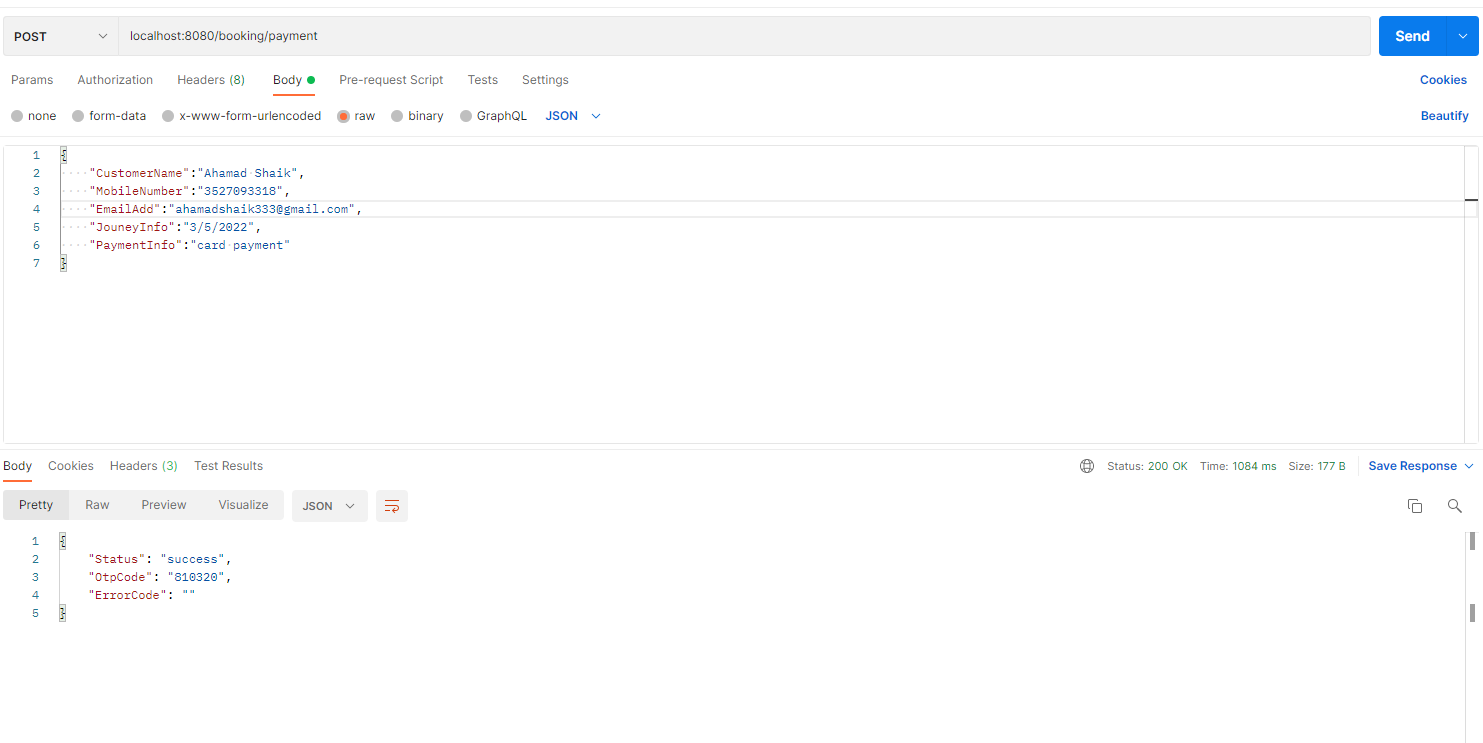 POST localhost:8080/booking/payment Send
Params Authorization Headers (8) Body Pre-request Script Tests Settings Cookies
none form-data x-www-form-urlencoded raw binary GraphQL JSON Beautify
1 {
2 "CustomerName":"Ahamad Shaik",
3 "MobileNumber":"3527093318",
4 "EmailAdd":"ahamadshaik333@gmail.com",
5 "JouneyInfo":"3/5/2022",
6 "PaymentInfo":"card payment"
7 }
Body Cookies Headers (3) Test Results Status: 200 OK Time: 1084 ms Size: 177 B Save Response
Pretty Raw Preview Visualize JSON
1 {
2 "Status": "success",
3 "OtpCode": "810320",
4 "ErrorCode": ""
5 }